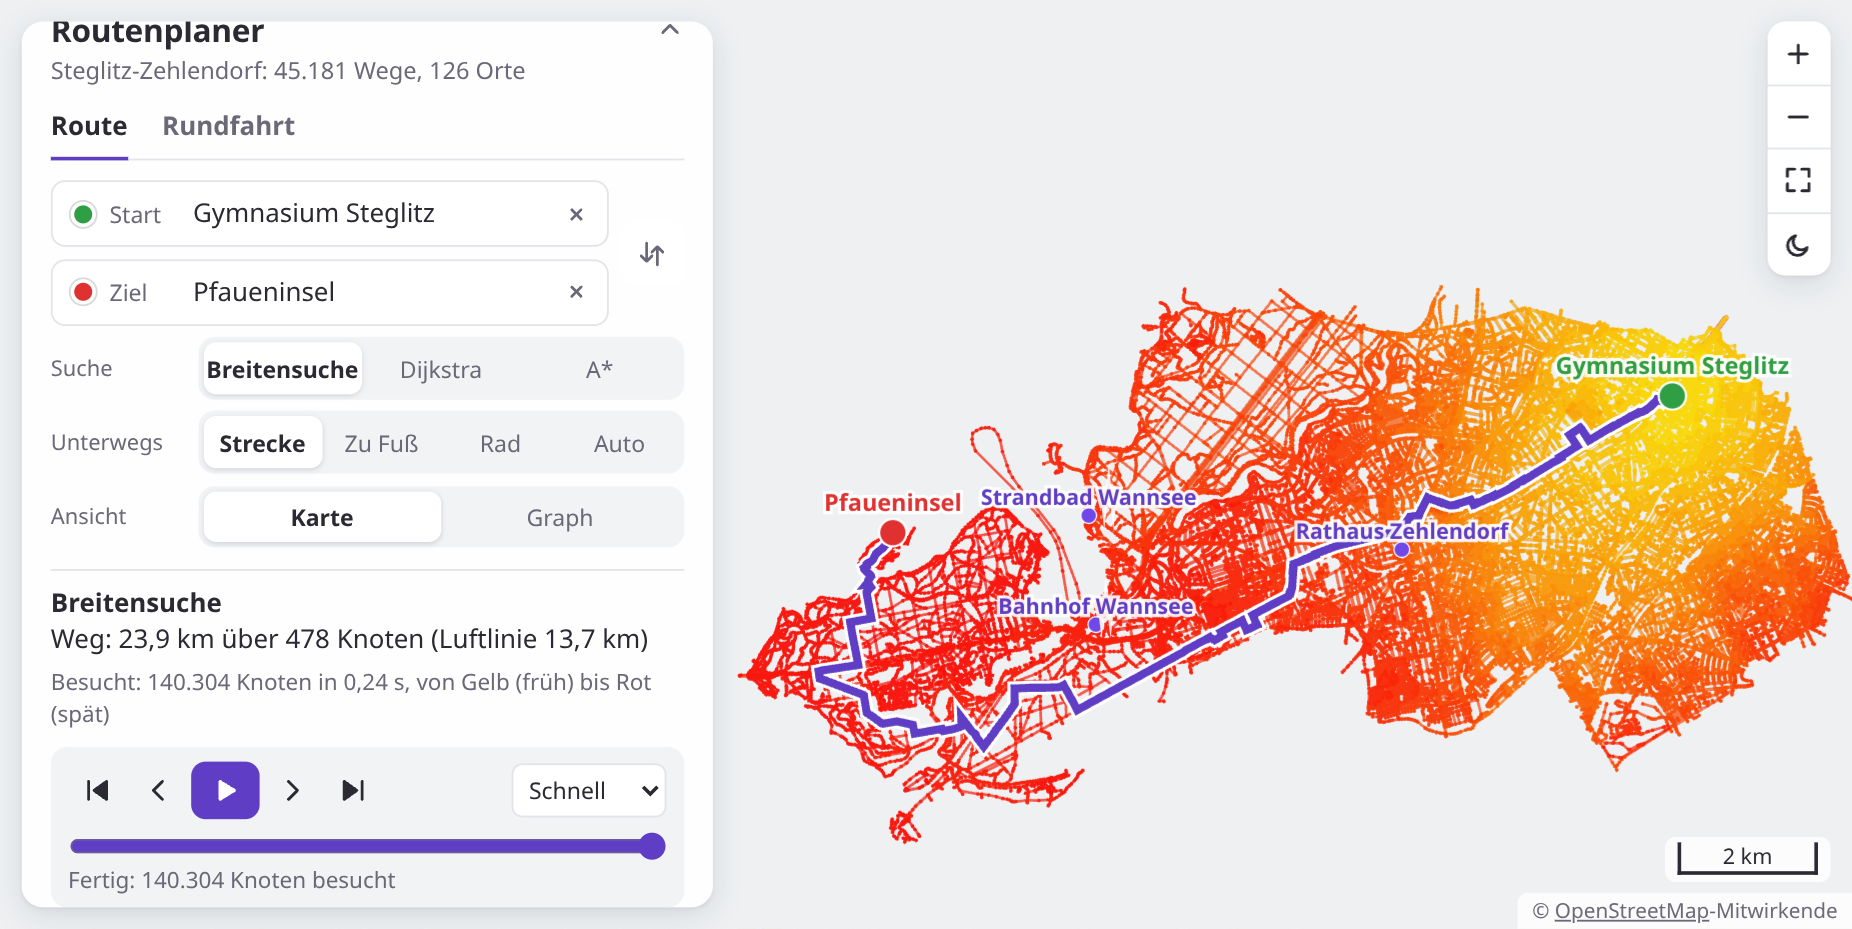 Routenplaner
Steglitz-Zehlendorf: 45.181 Wege, 126 Orte
Route Rundfahrt
Start Gymnasium Steglitz ×
Ziel Pfaueninsel ×
Suche Breitensuche Dijkstra A*
Unterwegs Strecke Zu Fuß Rad Auto
Ansicht Karte Graph
Breitensuche
Weg: 23,9 km über 478 Knoten (Luftlinie 13,7 km)
Besucht: 140.304 Knoten in 0,24 s, von Gelb (früh) bis Rot
(spät)
Schnell
Fertig: 140.304 Knoten besucht
Gymnasium Steglitz
Pfaueninsel
Strandbad Wannsee
Rathaus Zehlendorf
Bahnhof Wannsee
2 km
© OpenStreetMap-Mitwirkende